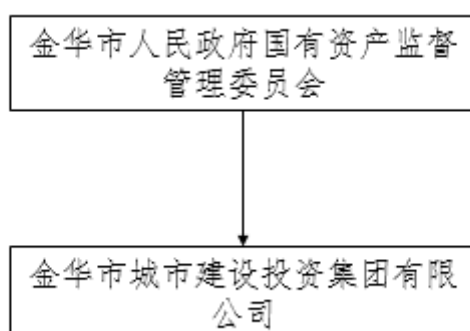 金华市人民政府国有资产监督
管理委员会
金华市城市建设投资集团有限
公司